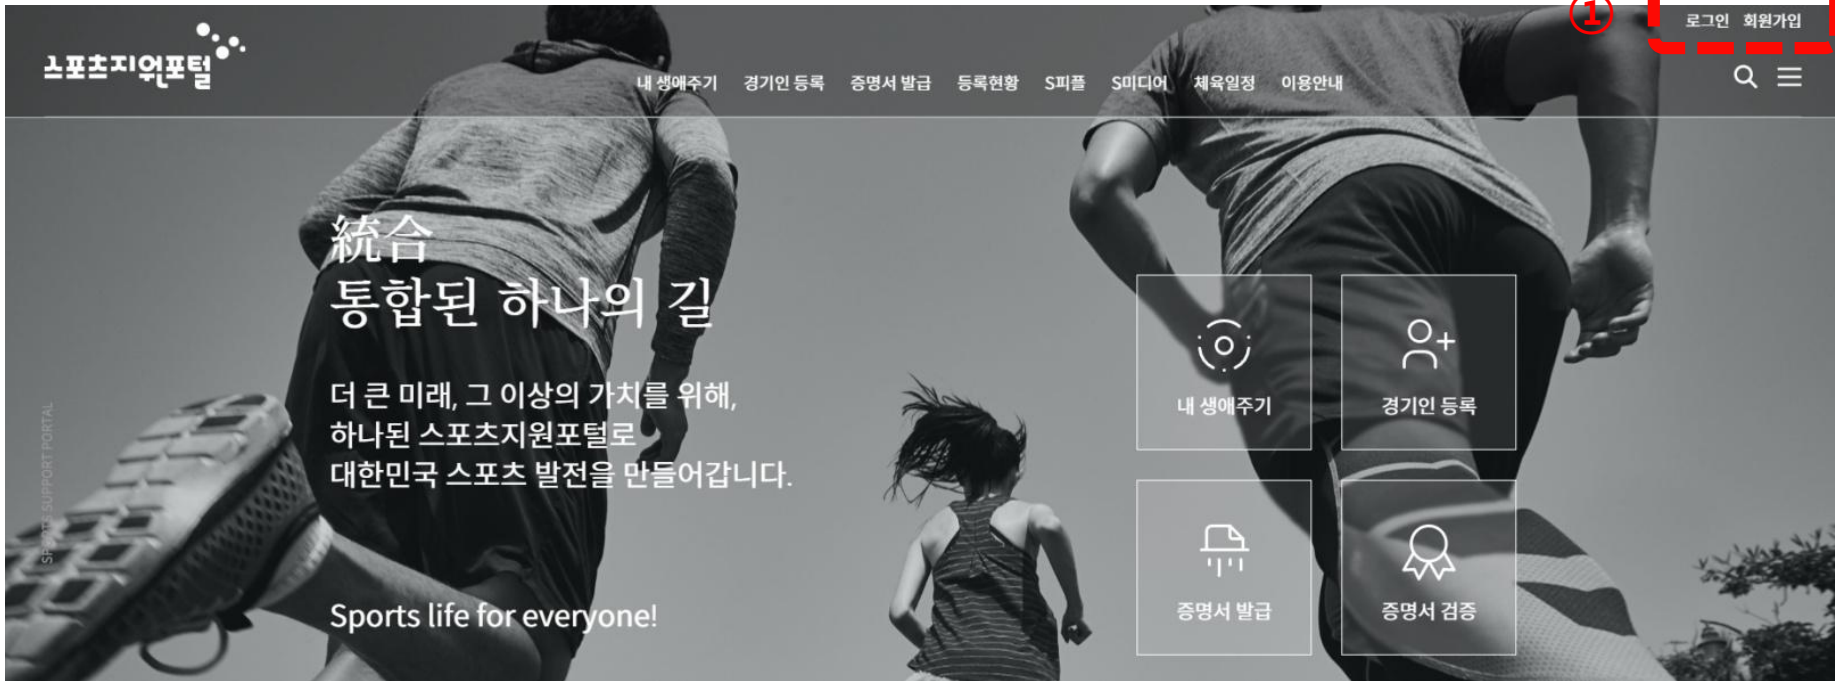 ①
로그인 회원가입
스포츠지원포털
내 생애주기 경기인 등록 증명서 발급 등록현황 S피플 S미디어 체육일정 이용안내
統合
통합된 하나의 길
더 큰 미래, 그 이상의 가치를 위해,
하나된 스포츠지원포털로
대한민국 스포츠 발전을 만들어갑니다.
Sports life for everyone!
SPORTS SUPPORT PORTAL
내 생애주기
경기인 등록
증명서 발급
증명서 검증